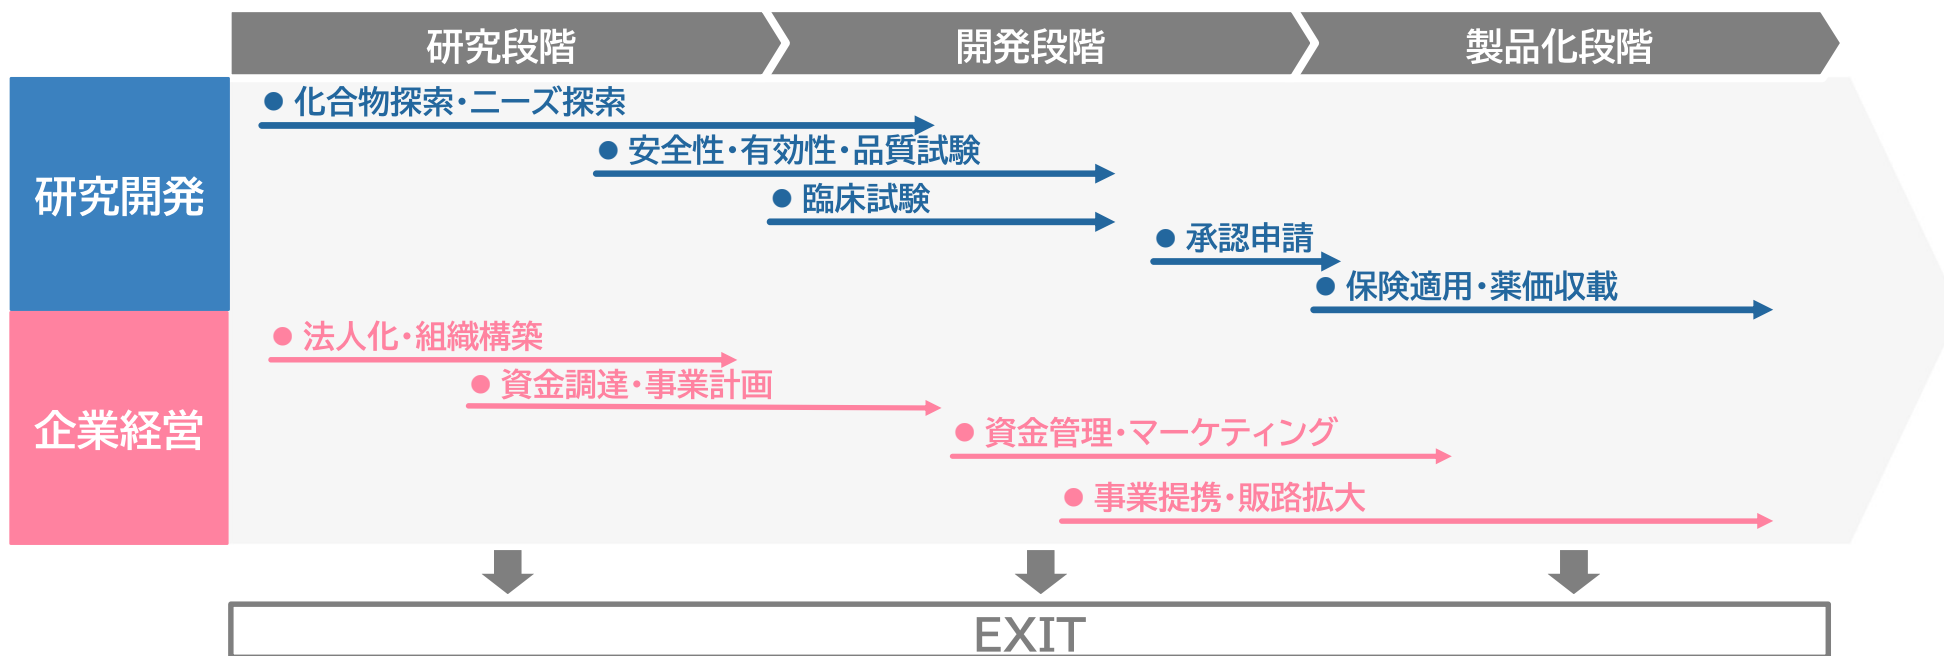 研究段階
開発段階
製品化段階
研究開発
● 化合物探索・ニーズ探索
● 安全性・有効性・品質試験
● 臨床試験
● 承認申請
● 保険適用・薬価収載
企業経営
● 法人化・組織構築
● 資金調達・事業計画
● 資金管理・マーケティング
● 事業提携・販路拡大
EXIT